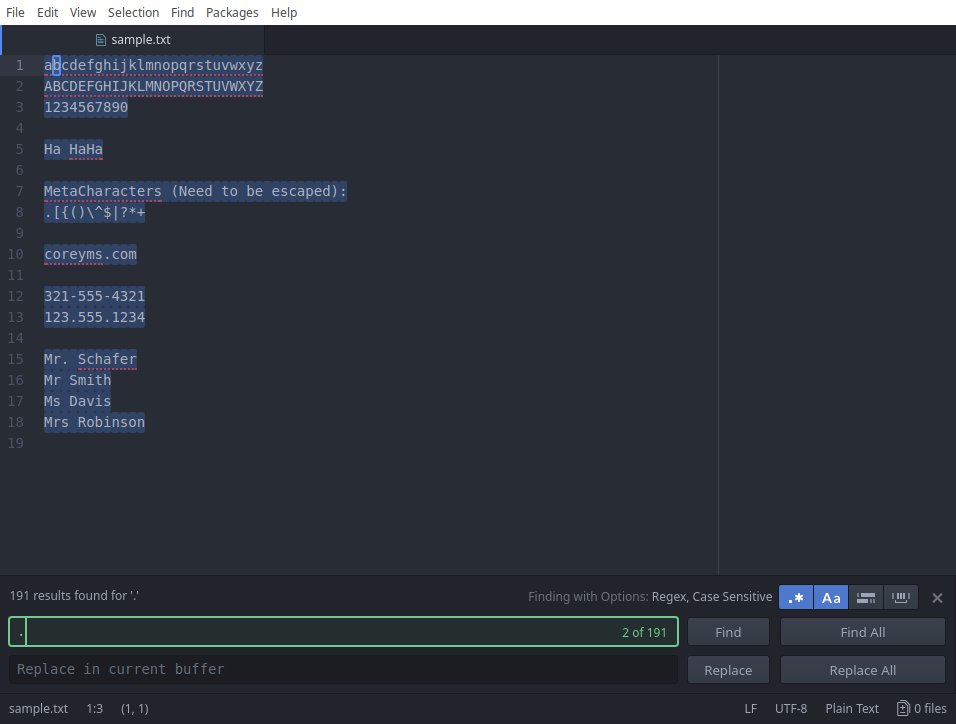 File Edit View Selection Find Packages Help
sample.txt
1 abcdefghijklmnopqrstuvwxyz
2 ABCDEFGHIJKLMNOPQRSTUVWXYZ
3 1234567890
4
5 Ha HaHa
6
7 MetaCharacters (Need to be escaped):
8 .[{()\^$|?*+
9
10 coreyms.com
11
12 321-555-4321
13 123.555.1234
14
15 Mr. Schafer
16 Mr Smith
17 Ms Davis
18 Mrs Robinson
19
191 results found for '.' Finding with Options: Regex, Case Sensitive .* Aa
. 2 of 191 Find Find All
Replace in current buffer Replace Replace All
sample.txt 1:3 (1, 1) LF UTF-8 Plain Text 0 files